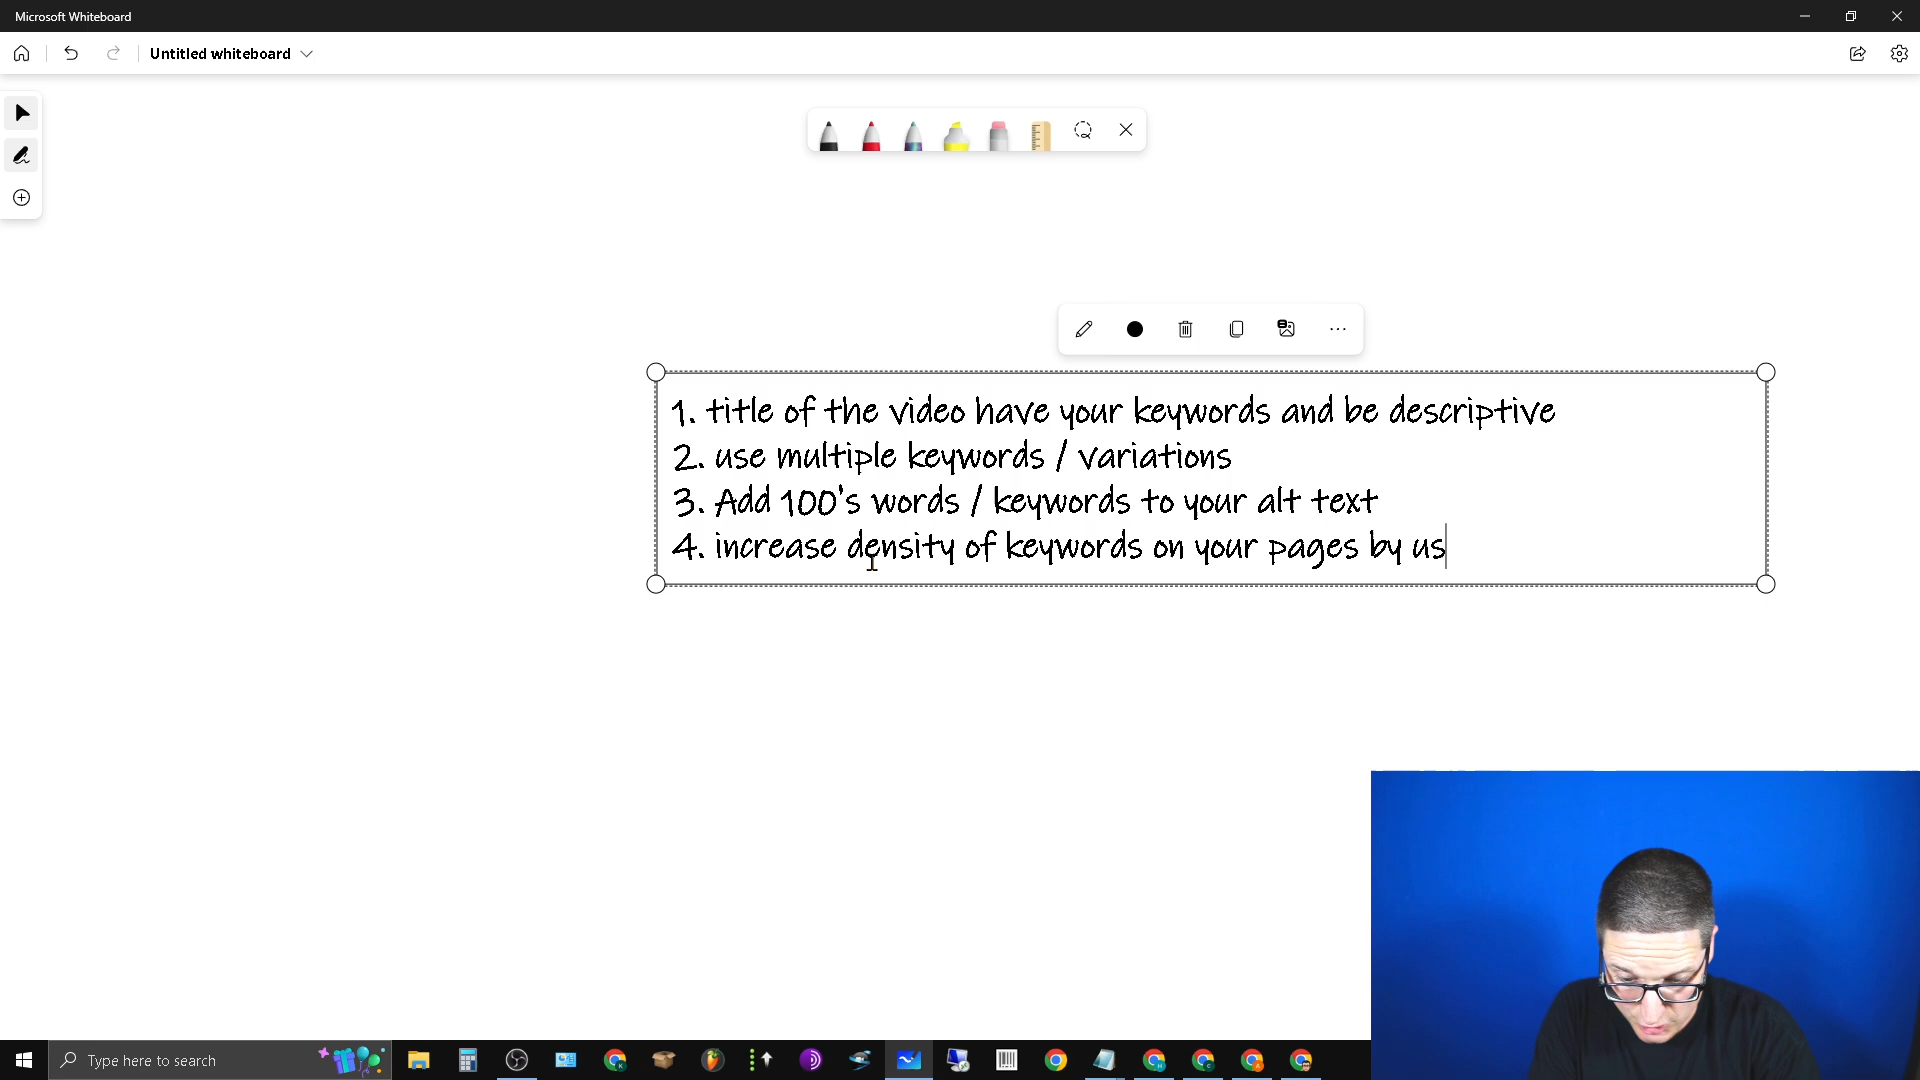 Microsoft Whiteboard
Untitled whiteboard
1. title of the video have your keywords and be descriptive
2. use multiple keywords / variations
3. Add 100's words / keywords to your alt text
4. increase density of keywords on your pages by us
Type here to search